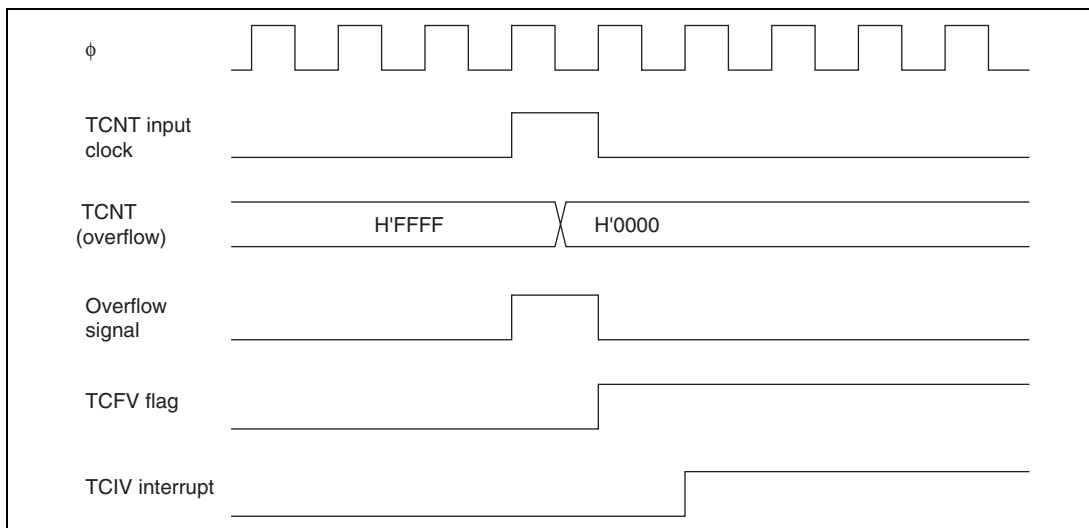 ϕ
TCNT input
clock
TCNT
(overflow)
H'FFFF
H'0000
Overflow
signal
TCFV flag
TCIV interrupt